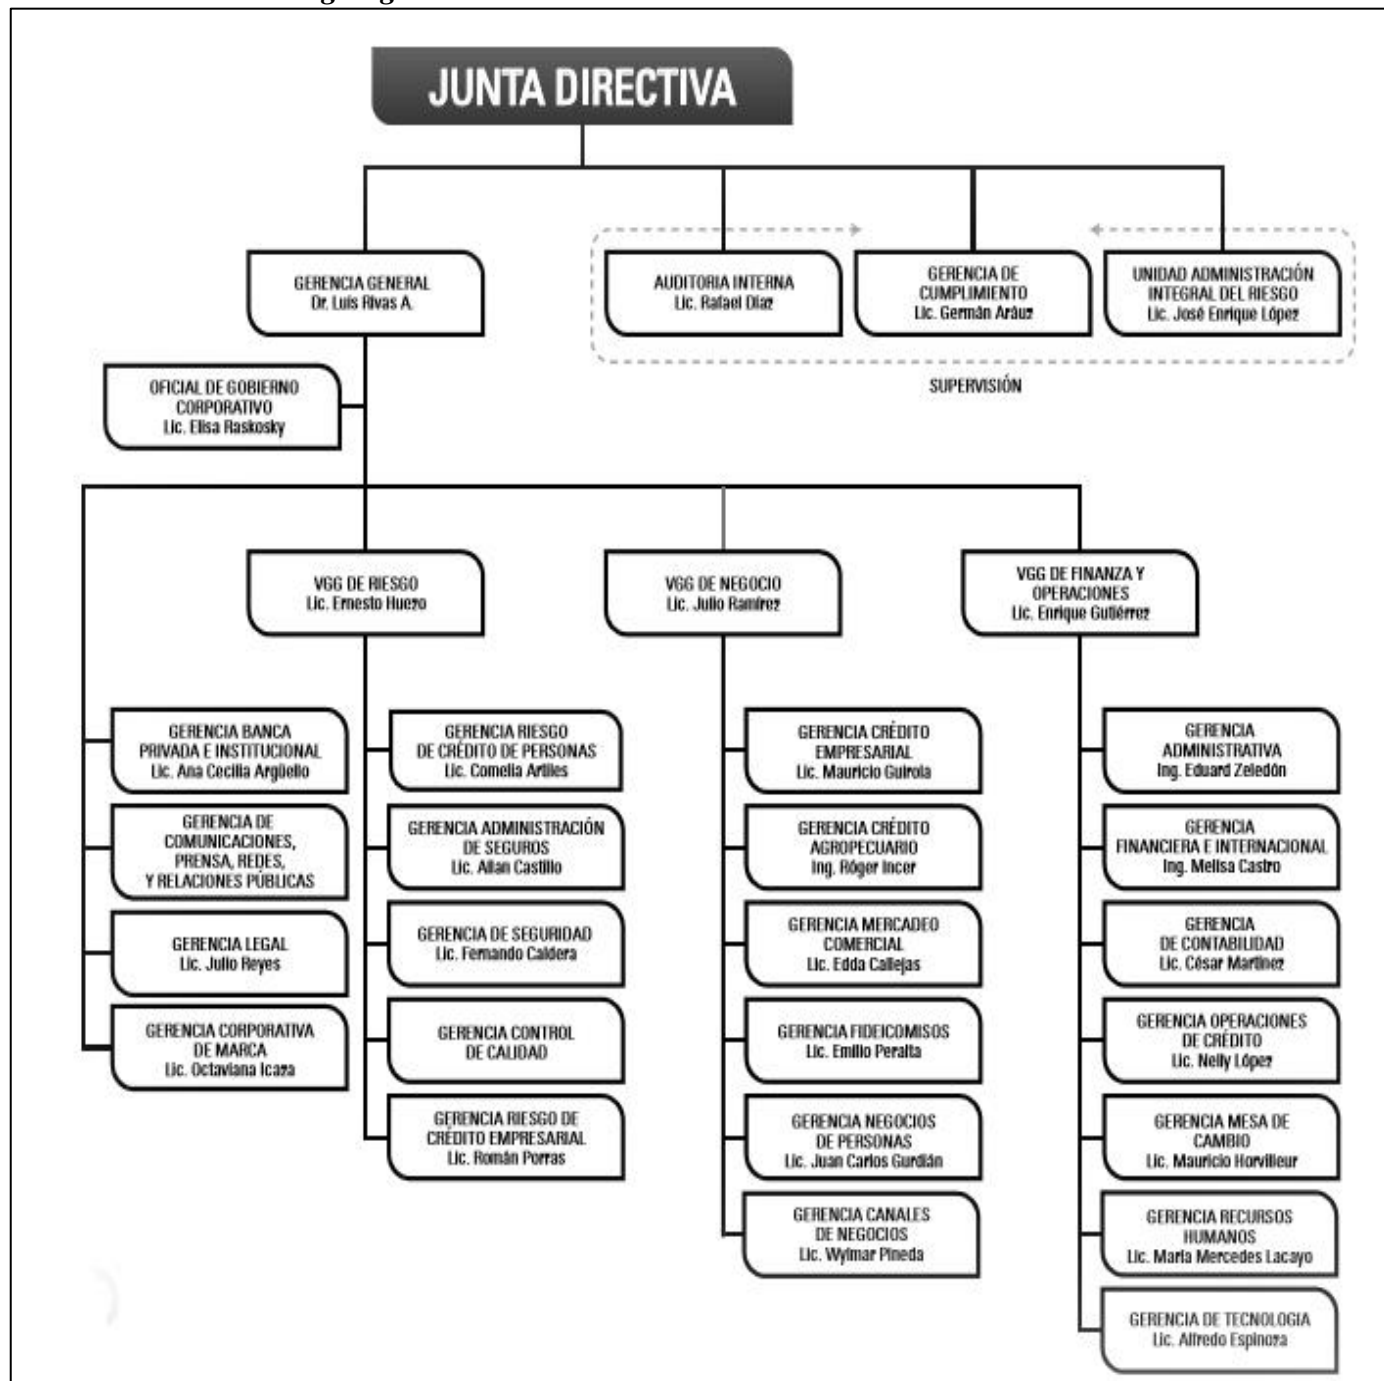 JUNTA DIRECTIVA
GERENCIA GENERAL
Dr. Luis Rivas A.
AUDITORIA INTERNA
Lic. Rafael Díaz
GERENCIA DE
CUMPLIMIENTO
Lic. Germán Aráuz
UNIDAD ADMINISTRACIÓN
INTEGRAL DEL RIESGO
Lic. José Enrique López
SUPERVISIÓN
OFICIAL DE GOBIERNO
CORPORATIVO
Lic. Elisa Raskosky
VGG DE RIESGO
Lic. Ernesto Huezo
VGG DE NEGOCIO
Lic. Julio Ramírez
VGG DE FINANZA Y
OPERACIONES
Lic. Enrique Gutiérrez
GERENCIA BANCA
PRIVADA E INSTITUCIONAL
Lic. Ana Cecilia Argüello
GERENCIA DE
COMUNICACIONES,
PRENSA, REDES,
Y RELACIONES PÚBLICAS
GERENCIA LEGAL
Lic. Julio Reyes
GERENCIA CORPORATIVA
DE MARCA
Lic. Octaviana Icaza
GERENCIA RIESGO
DE CRÉDITO DE PERSONAS
Lic. Cornelia Artiles
GERENCIA ADMINISTRACIÓN
DE SEGUROS
Lic. Allan Castillo
GERENCIA DE SEGURIDAD
Lic. Fernando Caldera
GERENCIA CONTROL
DE CALIDAD
GERENCIA RIESGO DE
CRÉDITO EMPRESARIAL
Lic. Román Porras
GERENCIA CRÉDITO
EMPRESARIAL
Lic. Mauricio Guirola
GERENCIA CRÉDITO
AGROPECUARIO
Ing. Róger Incer
GERENCIA MERCADEO
COMERCIAL
Lic. Edda Callejas
GERENCIA FIDEICOMISOS
Lic. Emilio Peralta
GERENCIA NEGOCIOS
DE PERSONAS
Lic. Juan Carlos Gurdián
GERENCIA CANALES
DE NEGOCIOS
Lic. Wylmar Pineda
GERENCIA
ADMINISTRATIVA
Ing. Eduard Zeledón
GERENCIA
FINANCIERA E INTERNACIONAL
Ing. Melisa Castro
GERENCIA
DE CONTABILIDAD
Lic. César Martínez
GERENCIA OPERACIONES
DE CRÉDITO
Lic. Nelly López
GERENCIA MESA DE
CAMBIO
Lic. Mauricio Horvilleur
GERENCIA RECURSOS
HUMANOS
Lic. María Mercedes Lacayo
GERENCIA DE TECNOLOGIA
Lic. Alfredo Espinoza